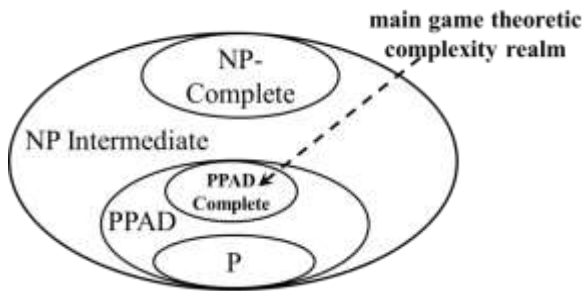 main game theoretic
complexity realm
NP-
Complete
NP Intermediate
PPAD
Complete
PPAD
P